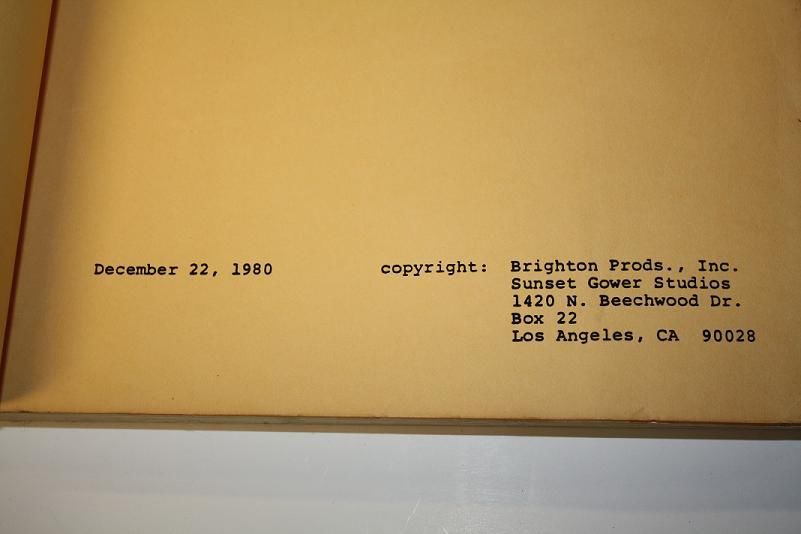 December 22, 1980
copyright: Brighton Prods., Inc.
Sunset Gower Studios
1420 N. Beechwood Dr.
Box 22
Los Angeles, CA 90028